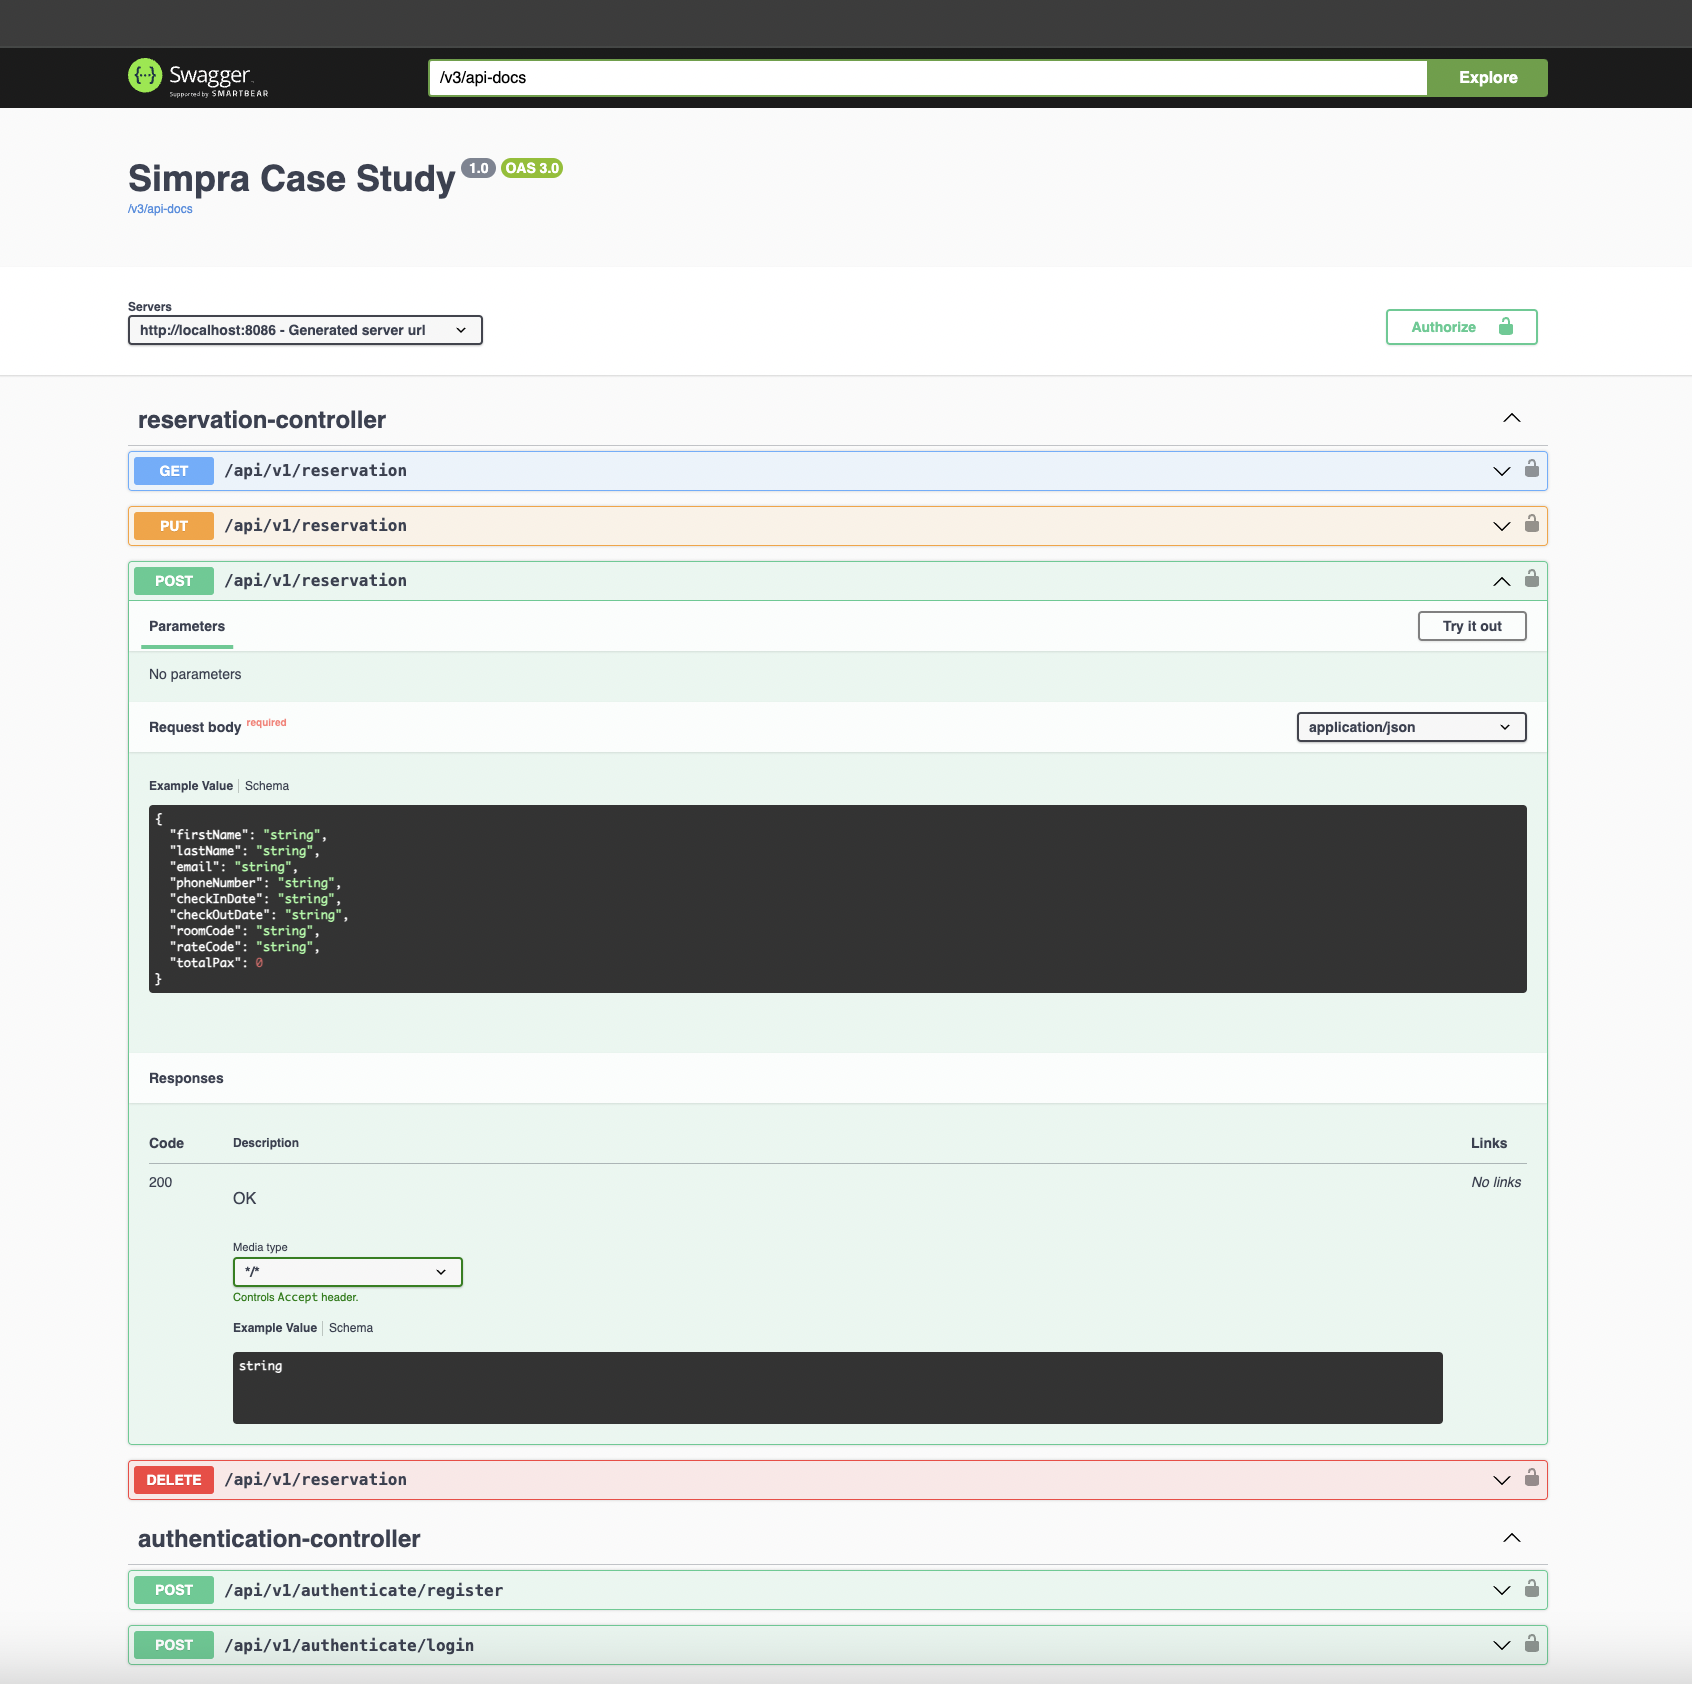 Swagger
Supported by SMARTBEAR
/v3/api-docs
Explore
Simpra Case Study 1.0 OAS 3.0
/v3/api-docs
Servers
http://localhost:8086 - Generated server url
Authorize
reservation-controller
GET /api/v1/reservation
PUT /api/v1/reservation
POST /api/v1/reservation
Parameters
Try it out
No parameters
Request body required
application/json
Example Value Schema
{
"firstName": "string",
"lastName": "string",
"email": "string",
"phoneNumber": "string",
"checkInDate": "string",
"checkOutDate": "string",
"roomCode": "string",
"rateCode": "string",
"totalPax": 0
}
Responses
Code Description Links
200 OK No links
Media type
*/*
Controls Accept header.
Example Value Schema
string
DELETE /api/v1/reservation
authentication-controller
POST /api/v1/authenticate/register
POST /api/v1/authenticate/login